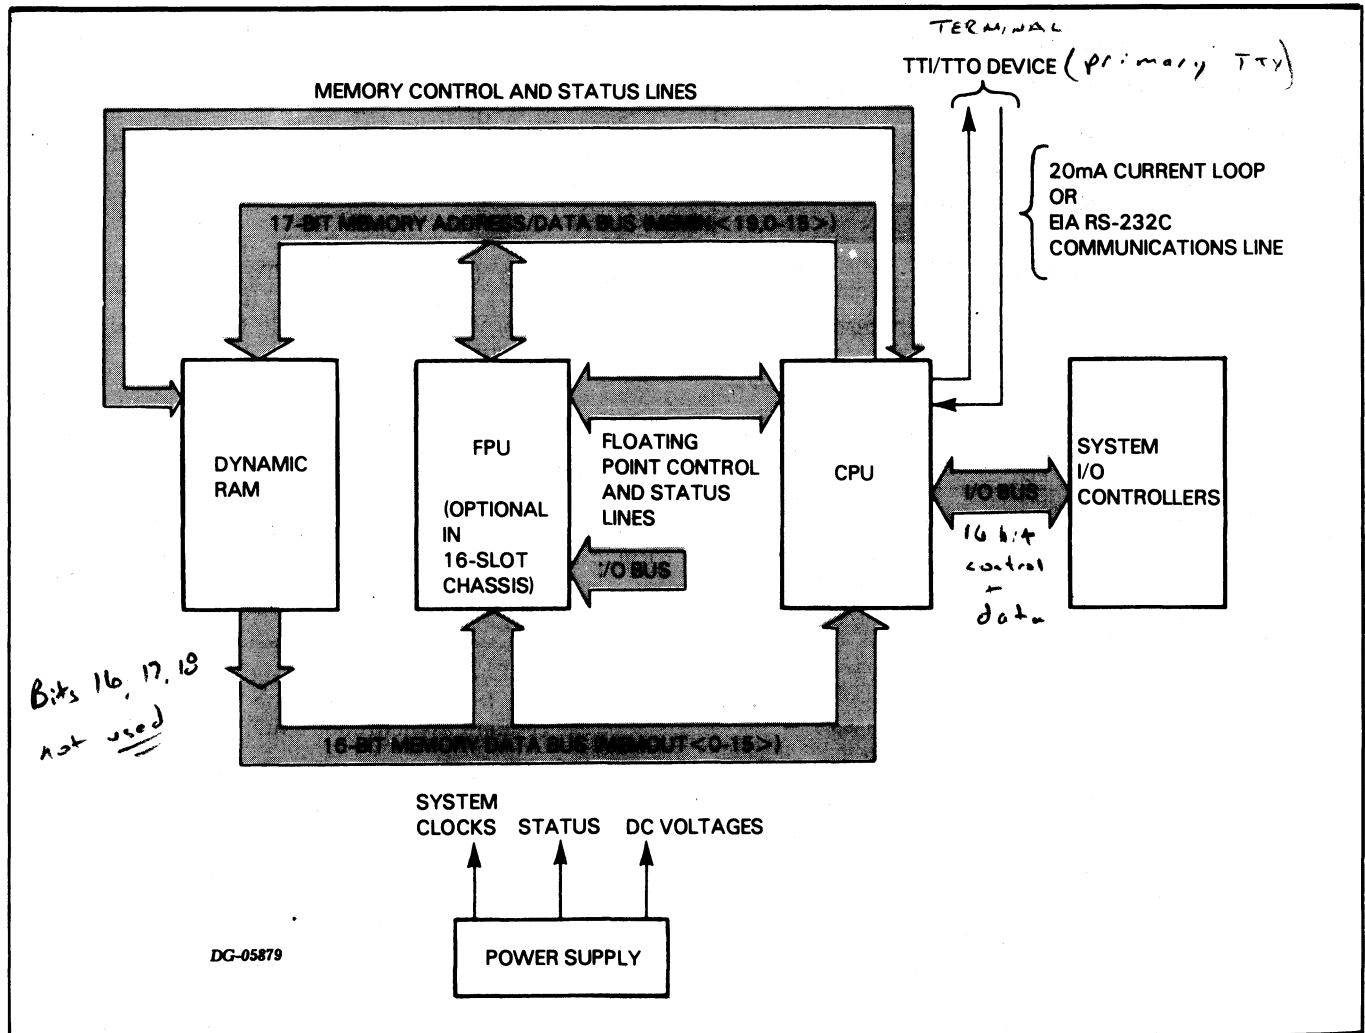 TERMINAL
TTI/TTO DEVICE (primary TTY)
MEMORY CONTROL AND STATUS LINES
20mA CURRENT LOOP
OR
EIA RS-232C
COMMUNICATIONS LINE
17-BIT MEMORY ADDRESS/DATA BUS (MEMIN<19,0-15>)
DYNAMIC
RAM
FPU
(OPTIONAL
IN
16-SLOT
CHASSIS)
FLOATING
POINT CONTROL
AND STATUS
LINES
I/O BUS
CPU
I/O BUS
16 bit
control
+
data
SYSTEM
I/O
CONTROLLERS
Bits 16, 17, 18
not used
16-BIT MEMORY DATA BUS (MEMOUT<0-15>)
SYSTEM
CLOCKS STATUS DC VOLTAGES
POWER SUPPLY
DG-05879